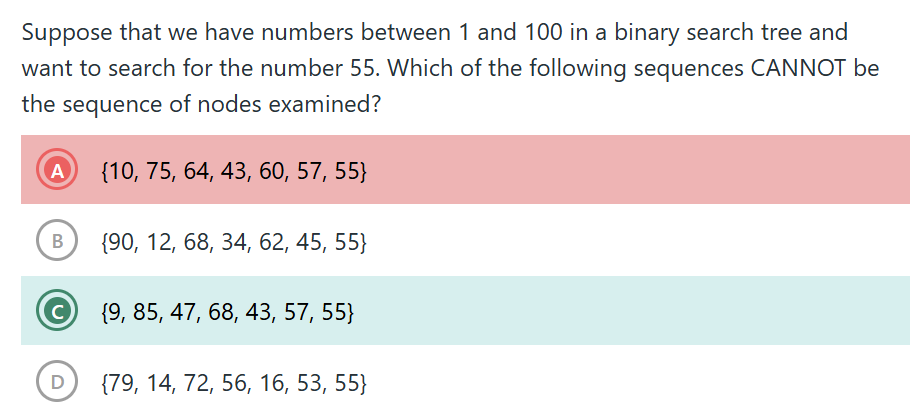 Suppose that we have numbers between 1 and 100 in a binary search tree and
want to search for the number 55. Which of the following sequences CANNOT be
the sequence of nodes examined?
A {10, 75, 64, 43, 60, 57, 55}
B {90, 12, 68, 34, 62, 45, 55}
C {9, 85, 47, 68, 43, 57, 55}
D {79, 14, 72, 56, 16, 53, 55}